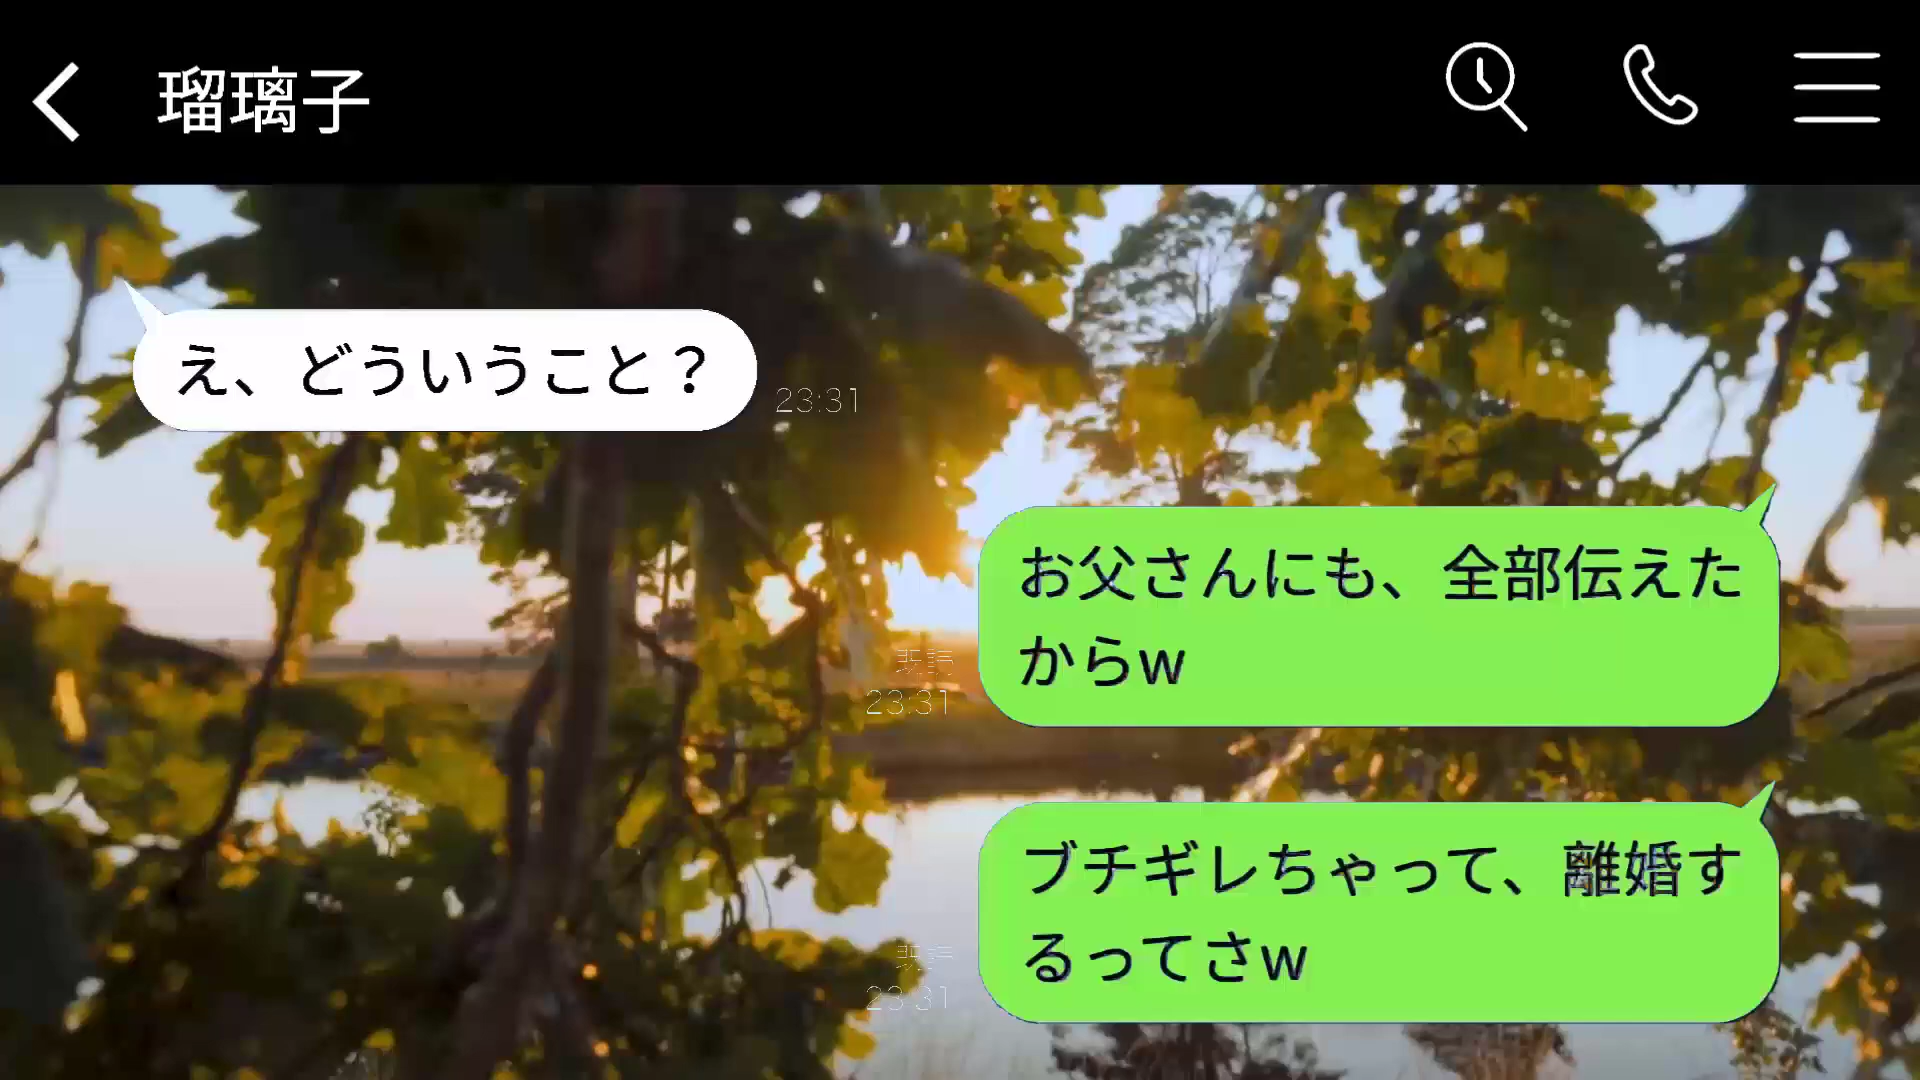 瑠璃子
え、どういうこと？
23:31
お父さんにも、全部伝えた
からw
既読
23:31
ブチギレちゃって、離婚す
るってさw
既読
23:31